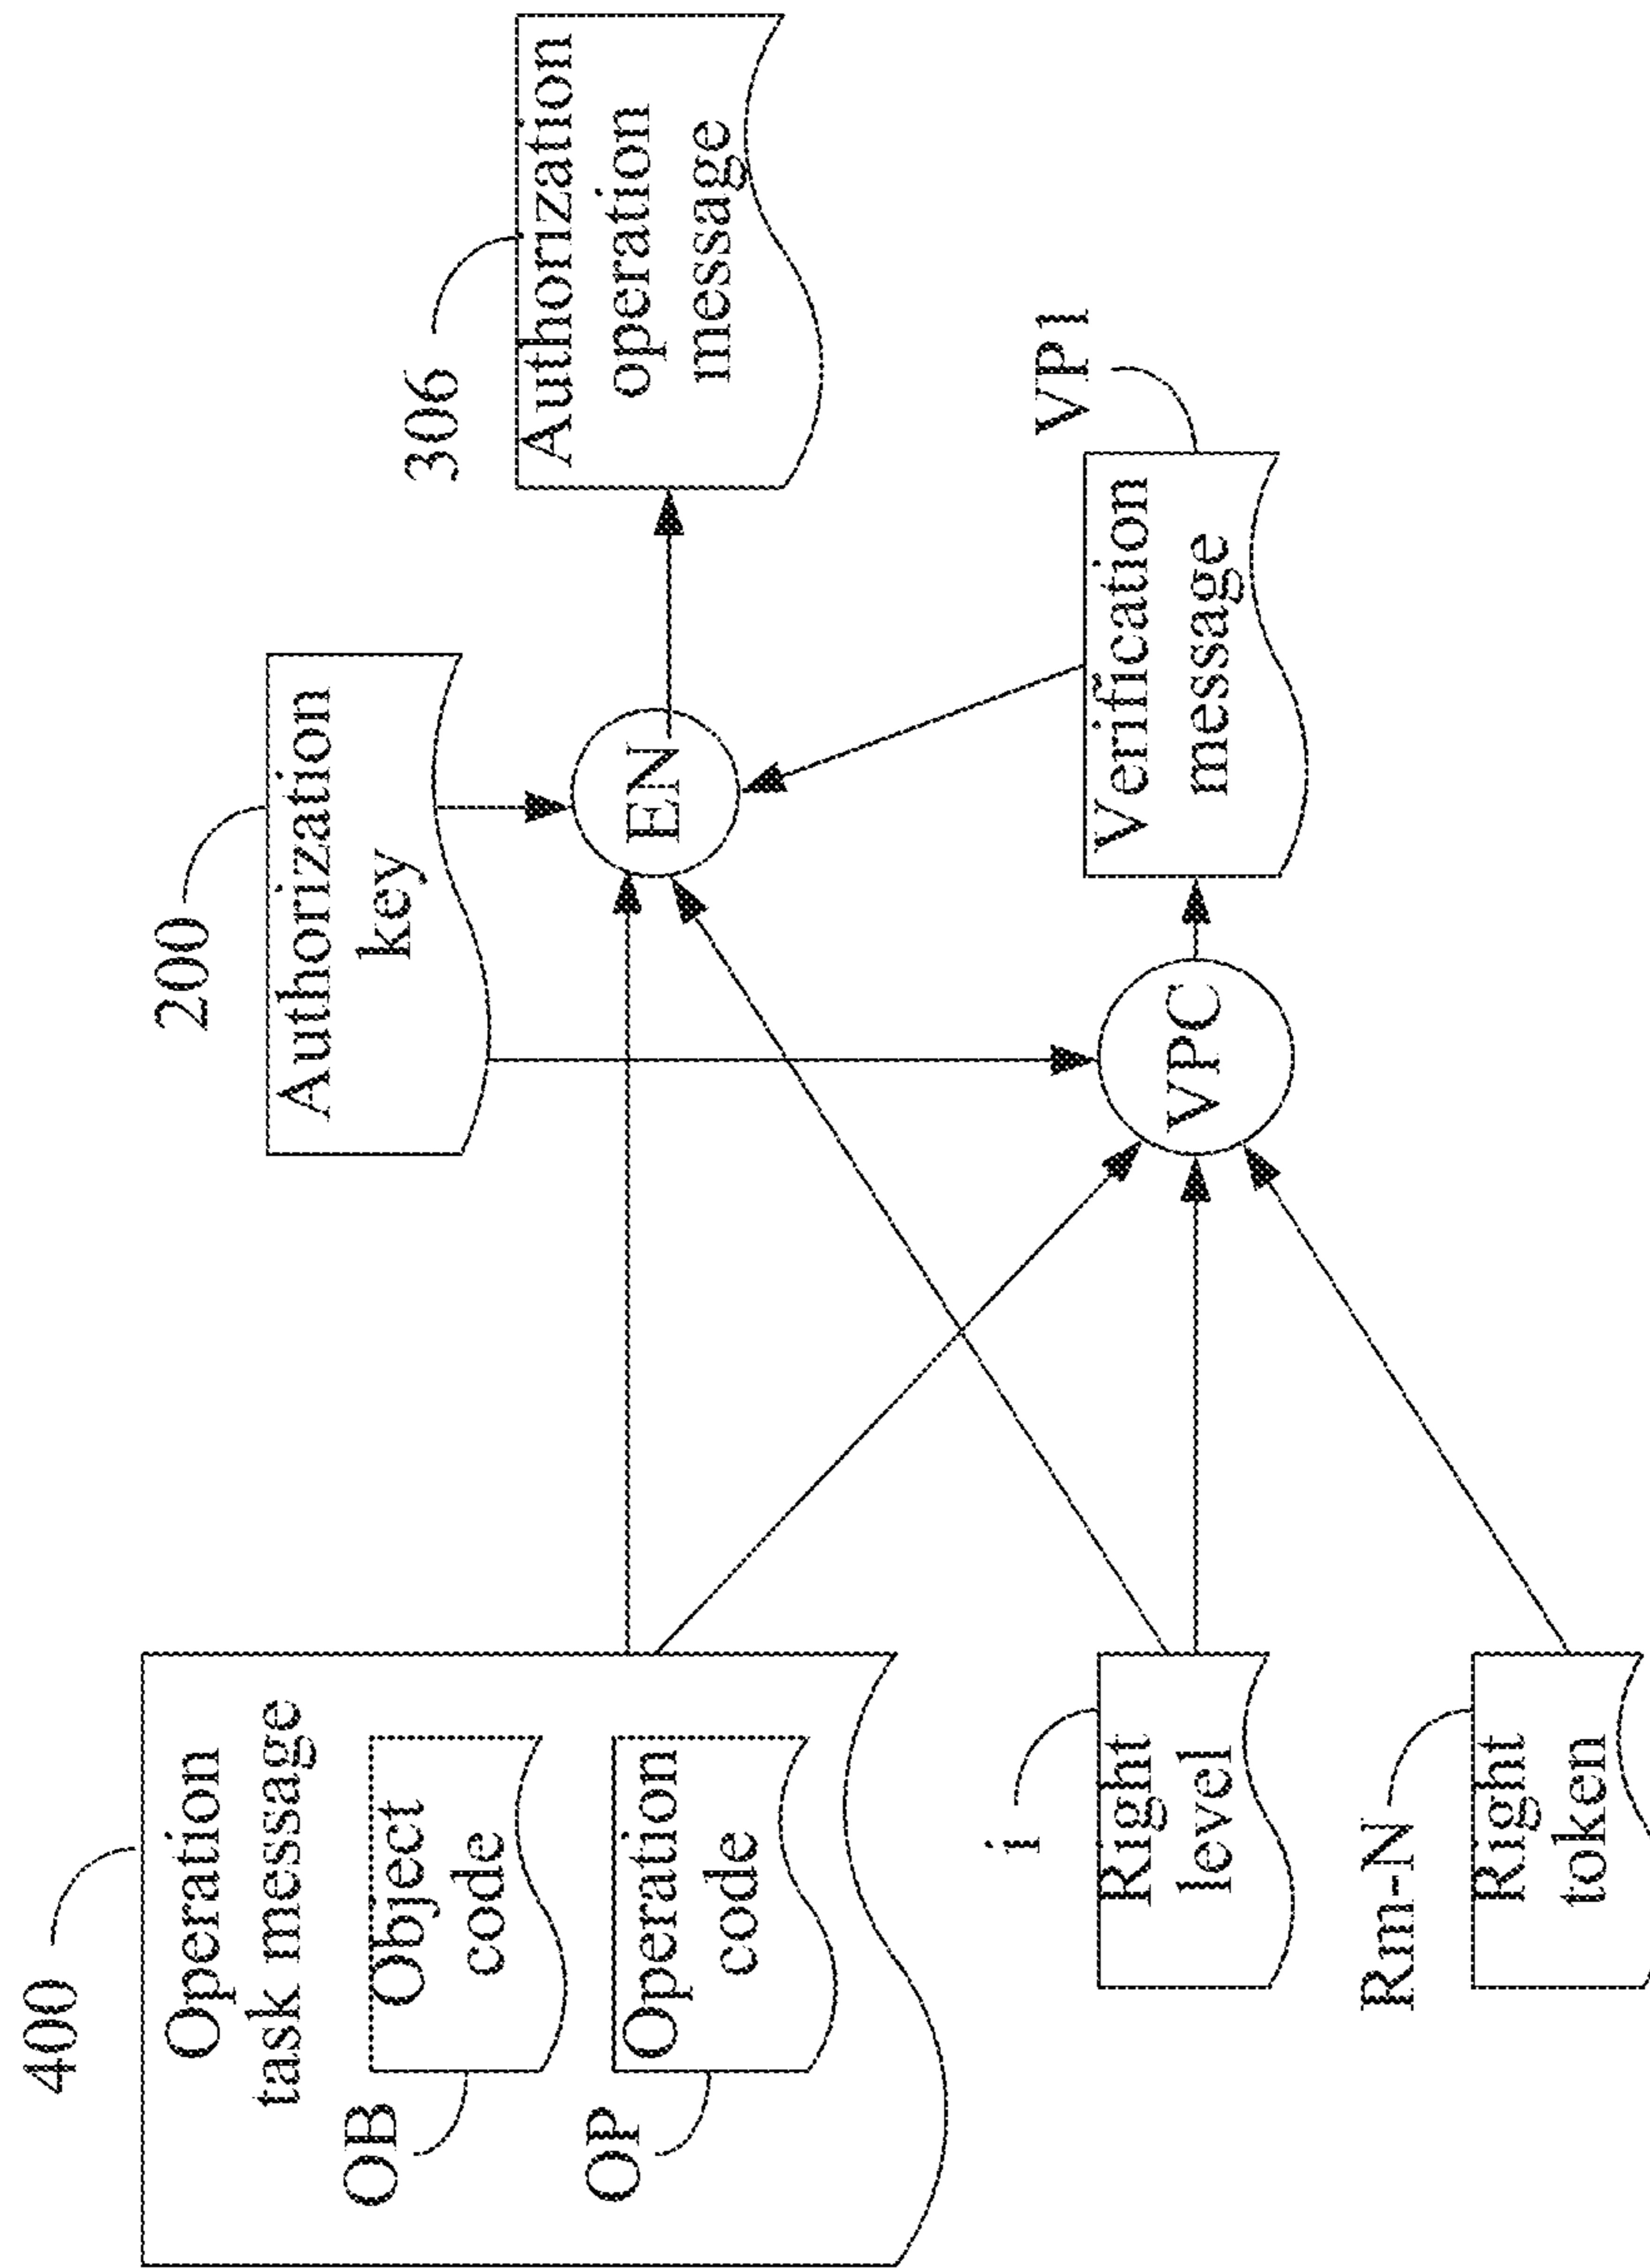 400
Operation
task message
OB
Object
code
OP
Operation
code
i
Right
level
Rm-N
Right
token
200
Authorization
key
EN
VPC
306
Authorization
operation
message
VP1
Verification
message